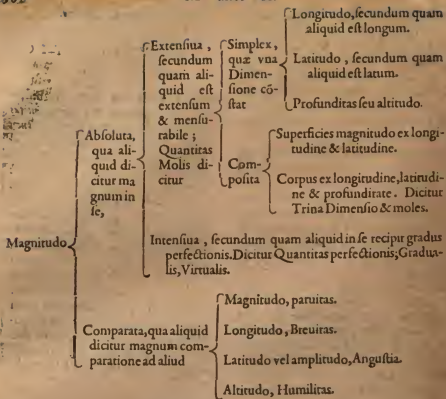 Magnitudo
Absoluta,
qua ali-
quid di-
citur ma
gnum in
se,
Extensiua,
secundum
quam ali-
quid est
extensum
& mensu-
rabile;
Quantitas
Molis di-
citur
Simplex,
quæ vna
Dimen-
sione cõ-
stat
Longitudo, secundum quam
aliquid est longum.
Latitudo, secundum quam
aliquid est latum.
Profunditas seu altitudo.
Com-
posita
Superficies magnitudo ex longi-
tudine & latitudine.
Corpus ex longitudine, latitudi-
ne & profunditate. Dicitur
Trina Dimensio & moles.
Intensiua, secundum quam aliquid in se recipit gradus
perfectionis. Dicitur Quantitas perfectionis; Gradua-
lis, Virtualis.
Comparata, qua aliquid
dicitur magnum com-
paratione ad aliud
Magnitudo, paruitas.
Longitudo, Breuitas.
Latitudo vel amplitudo, Angustia.
Altitudo, Humilitas.